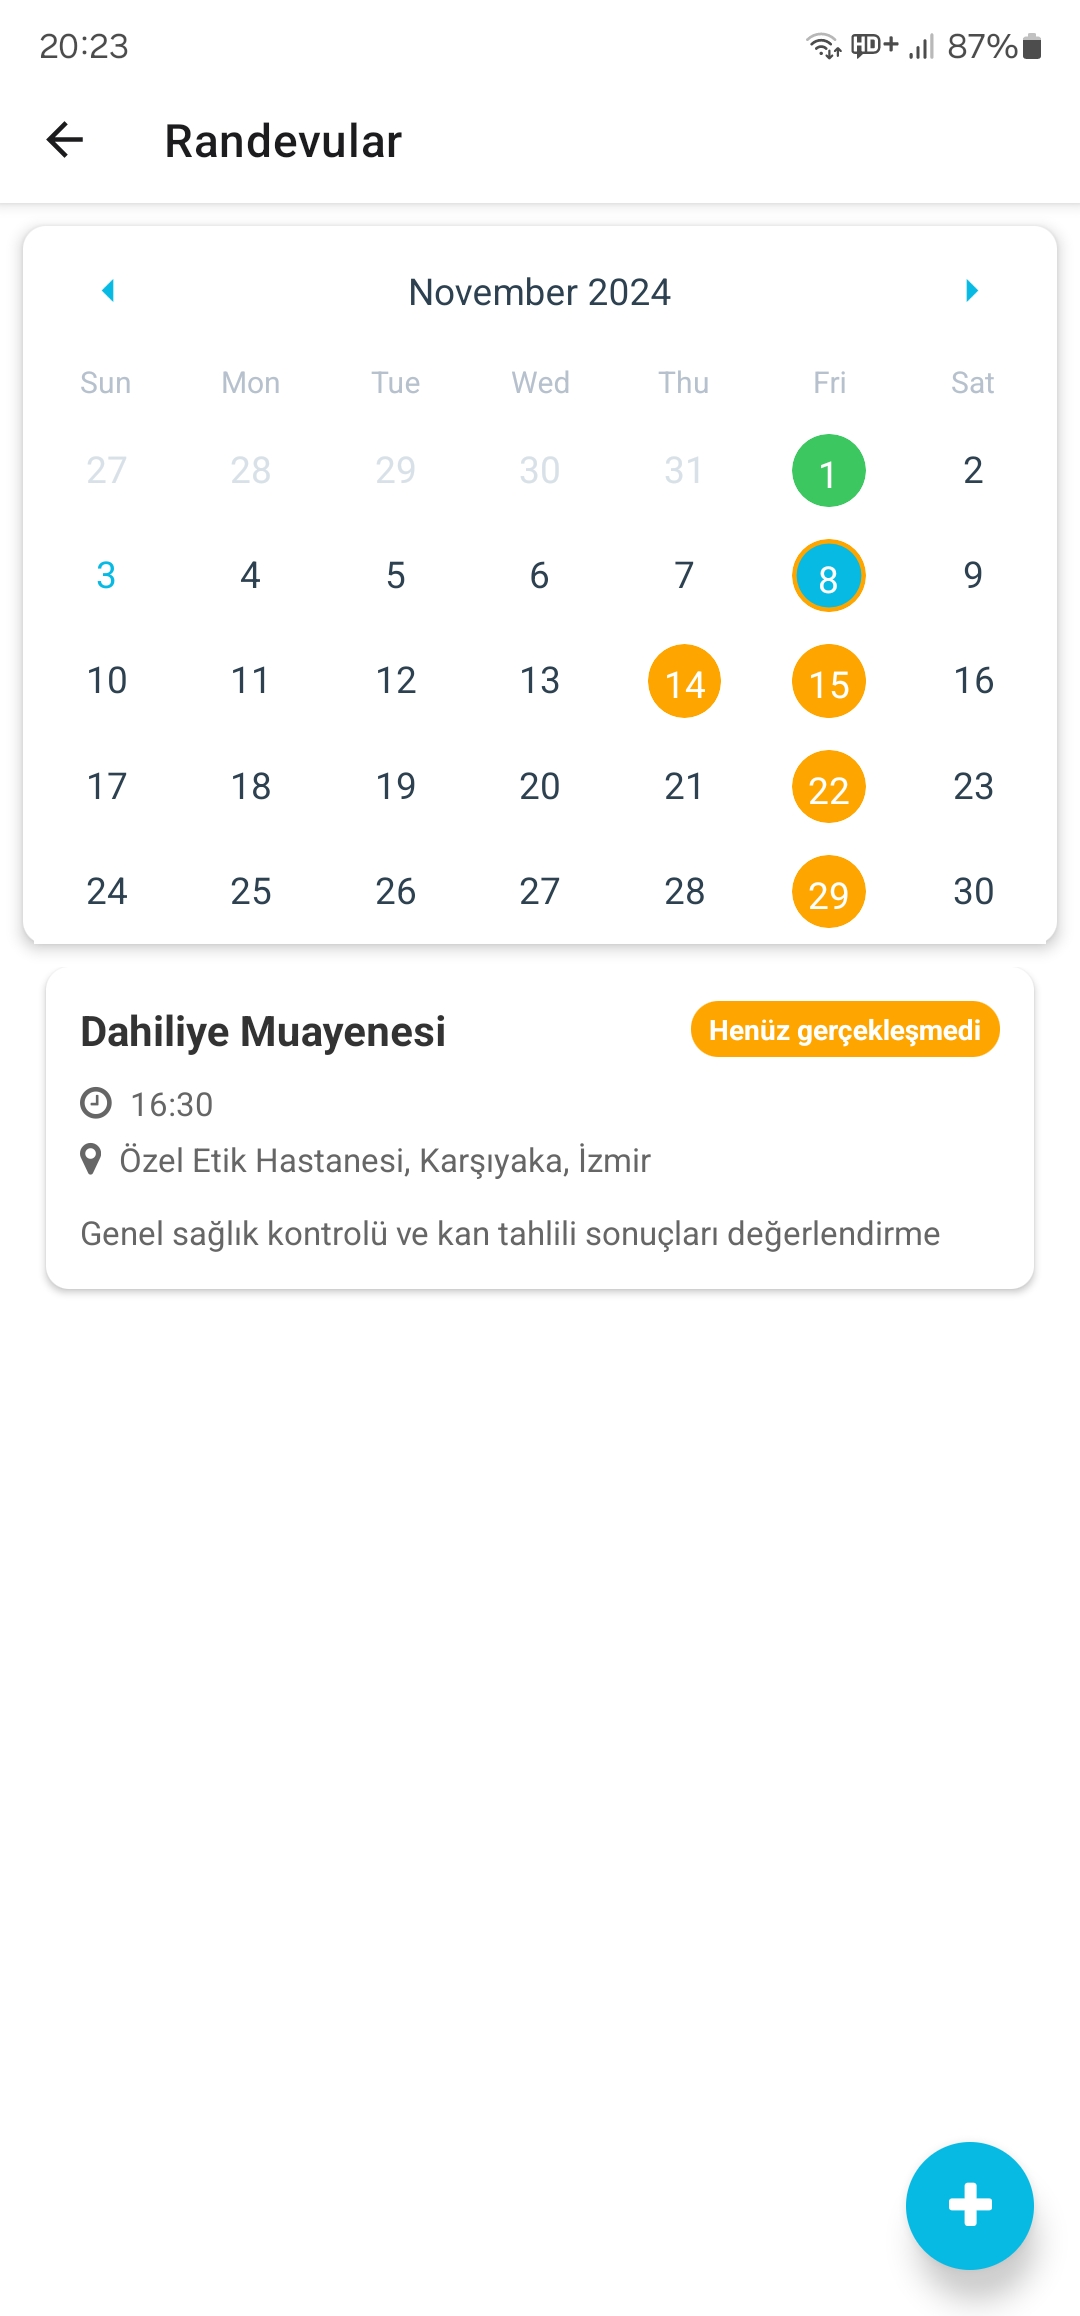 20:23 87%
Randevular
November 2024
Sun Mon Tue Wed Thu Fri Sat
27 28 29 30 31 1 2
3 4 5 6 7 8 9
10 11 12 13 14 15 16
17 18 19 20 21 22 23
24 25 26 27 28 29 30
Dahiliye Muayenesi Henüz gerçekleşmedi
16:30
Özel Etik Hastanesi, Karşıyaka, İzmir
Genel sağlık kontrolü ve kan tahlili sonuçları değerlendirme